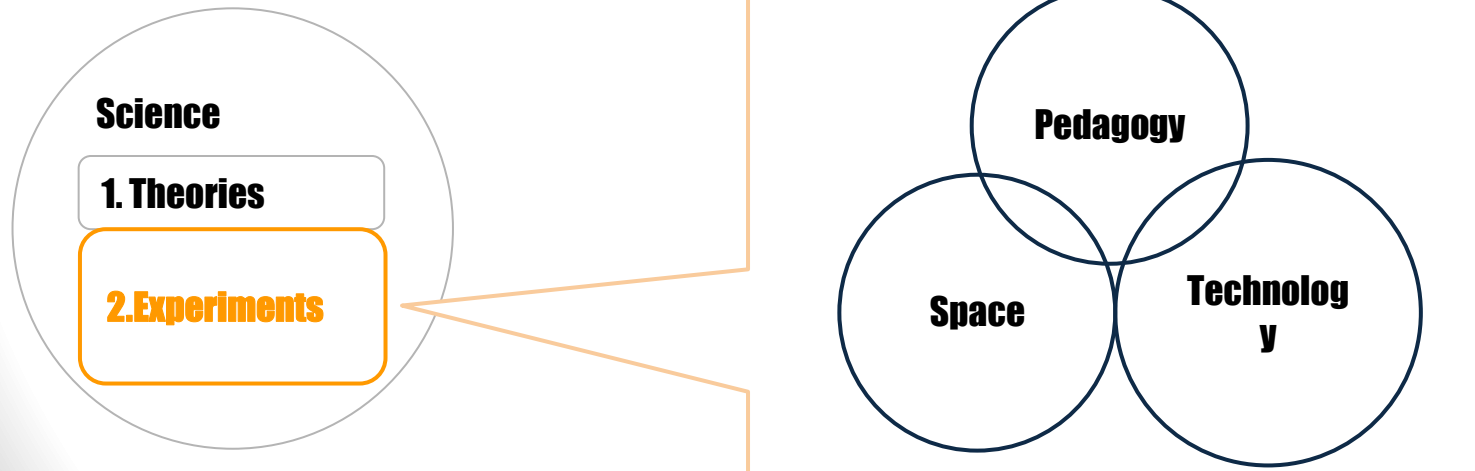 Science
1. Theories
2.Experiments
Pedagogy
Space
Technolog
y